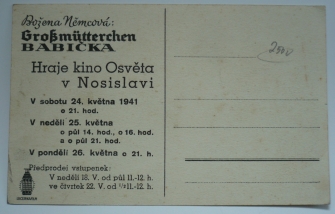 Božena Němcová:
Großmütterchen
BABIČKA
Hraje kino Osvěta
v Nosislavi
V sobotu 24. května 1941
o 21. hod.
V neděli 25. května
o půl 14. hod., o 16. hod.
a o půl 21. hod.
V pondělí 26. května o 21. h.
Předprodej vstupenek:
V neděli 18. V. od půl 11.-12. h.
ve čtvrtek 22. V. od ½11.-12. h.